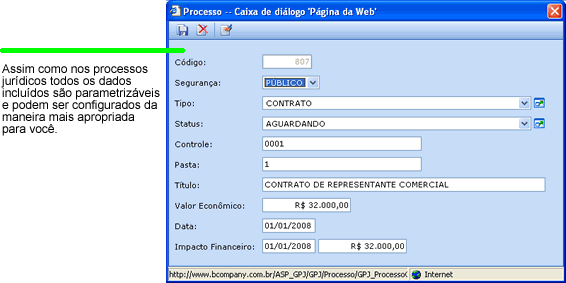 Processo -- Caixa de diálogo 'Página da Web'
Assim como nos processos
jurídicos todos os dados
incluídos são parametrizáveis
e podem ser configurados da
maneira mais apropriada
para você.
Código: 807
Segurança: PÚBLICO
Tipo: CONTRATO
Status: AGUARDANDO
Controle: 0001
Pasta: 1
Título: CONTRATO DE REPRESENTANTE COMERCIAL
Valor Econômico: R$ 32.000,00
Data: 01/01/2008
Impacto Financeiro: 01/01/2008 R$ 32.000,00
http://www.bcompany.com.br/ASP_GPJ/GPJ/Processo/GPJ_Processo Internet